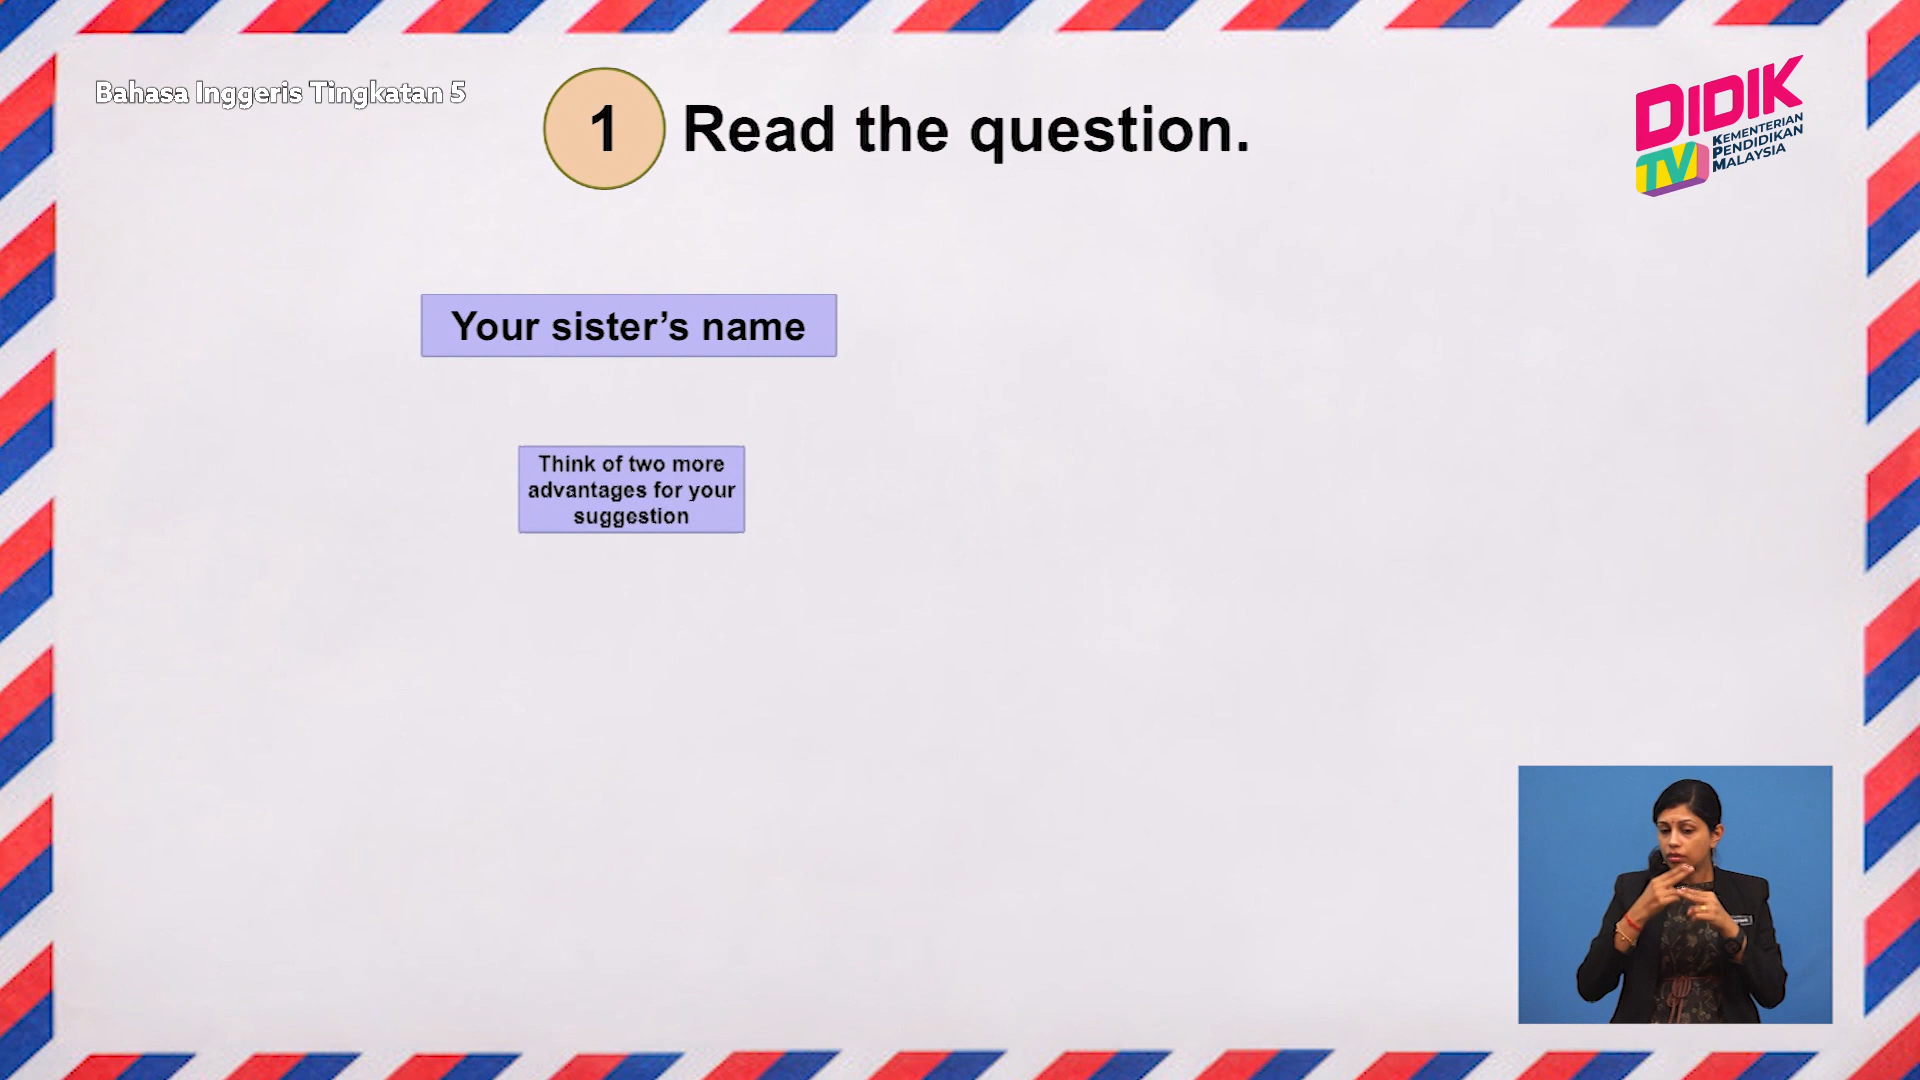 Bahasa Inggeris Tingkatan 5
1 Read the question.
DIDIK
TV
KEMENTERIAN
PENDIDIKAN
MALAYSIA
Your sister's name
Think of two more
advantages for your
suggestion